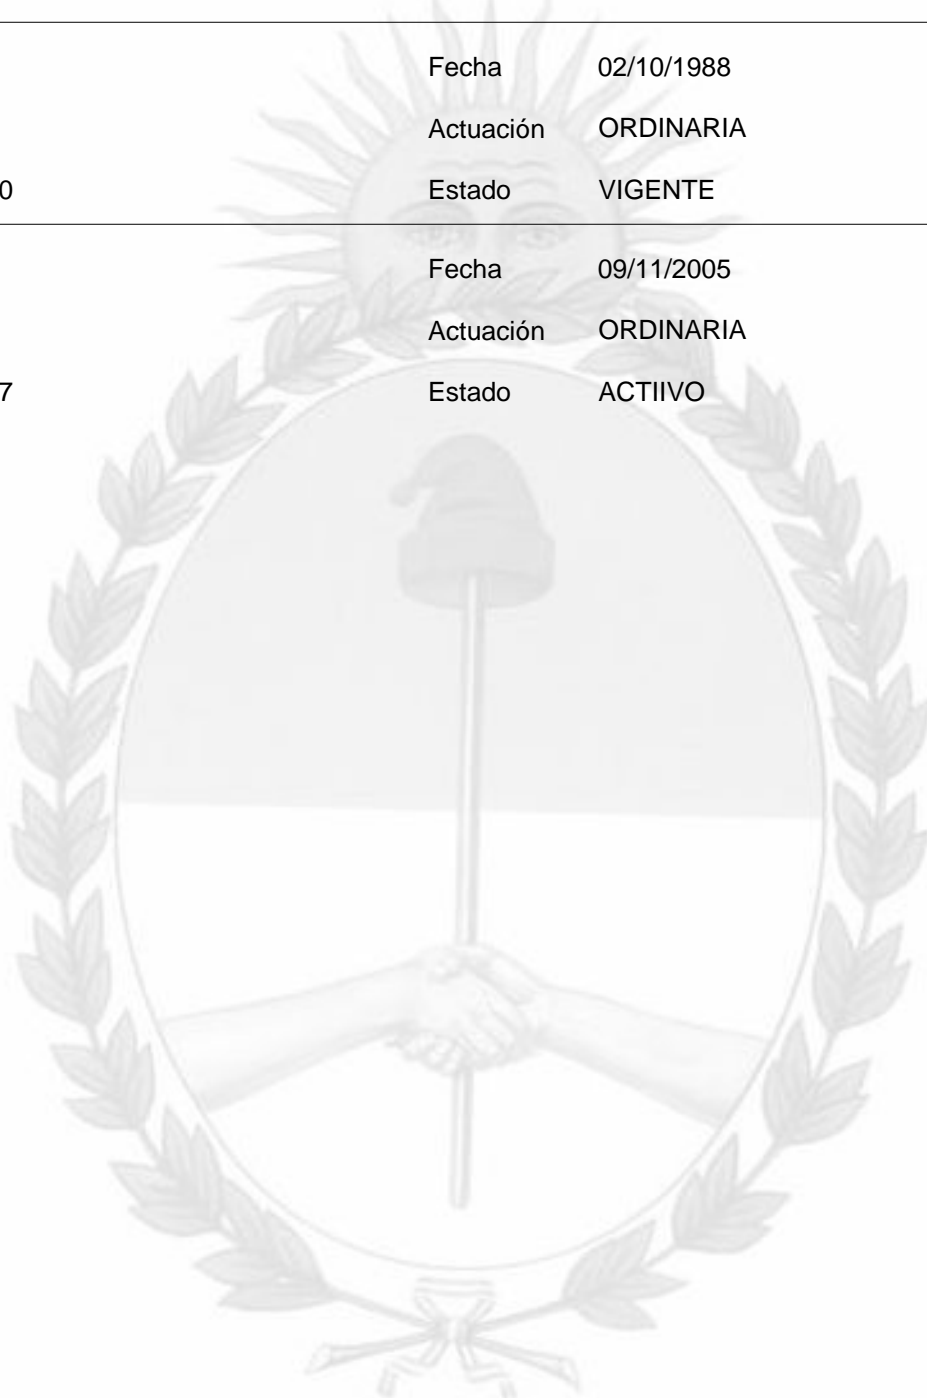 Fecha 02/10/1988
Actuación ORDINARIA
0 Estado VIGENTE
Fecha 09/11/2005
Actuación ORDINARIA
7 Estado ACTIIVO